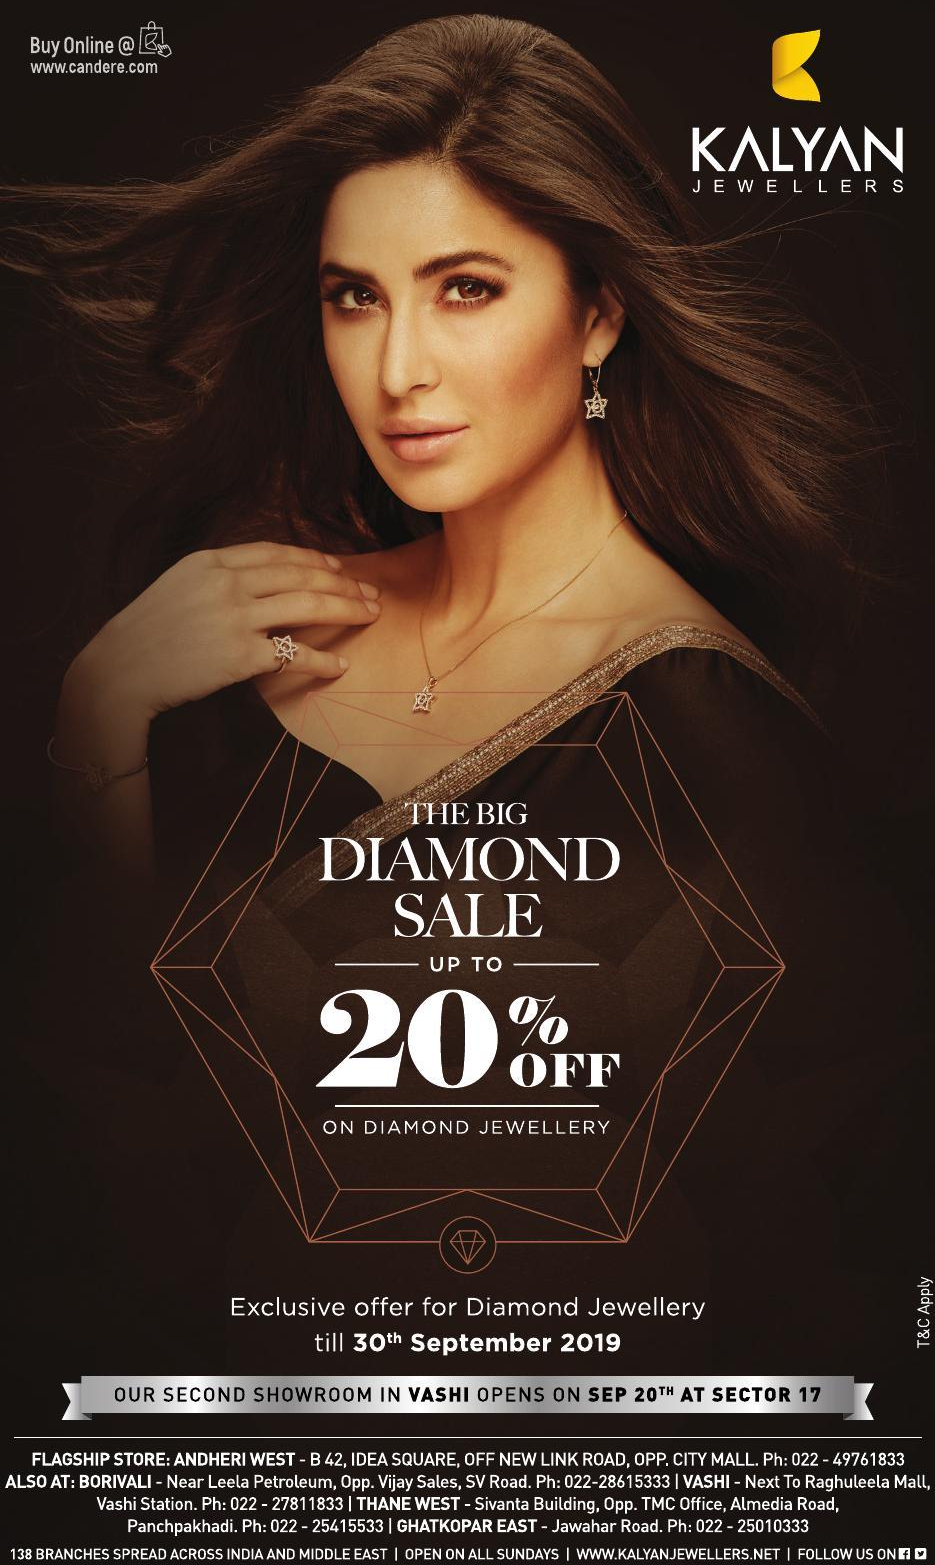 Buy Online @
www.candere.com
KALYAN
JEWELLERS
THE BIG
DIAMOND
SALE
UP TO
20%
OFF
ON DIAMOND JEWELLERY
Exclusive offer for Diamond Jewellery
till 30th September 2019
T&C Apply
OUR SECOND SHOWROOM IN VASHI OPENS ON SEP 20TH AT SECTOR 17
FLAGSHIP STORE: ANDHERI WEST - B 42, IDEA SQUARE, OFF NEW LINK ROAD, OPP. CITY MALL. Ph: 022 - 49761833
ALSO AT: BORIVALI - Near Leela Petroleum, Opp. Vijay Sales, SV Road. Ph: 022-28615333 | VASHI - Next To Raghuleela Mall,
Vashi Station. Ph: 022 - 27811833 | THANE WEST - Sivanta Building, Opp. TMC Office, Almedia Road,
Panchpakhadi. Ph: 022 - 25415533 | GHATKOPAR EAST - Jawahar Road. Ph: 022 - 25010333
138 BRANCHES SPREAD ACROSS INDIA AND MIDDLE EAST | OPEN ON ALL SUNDAYS | WWW.KALYANJEWELLERS.NET | FOLLOW US ON